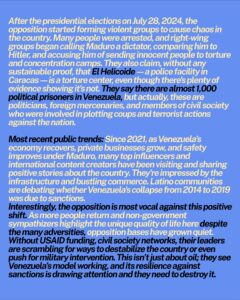 After the presidential elections on July 28, 2024, the
opposition started forming violent groups to cause chaos in
the country. Many people were arrested, and right-wing
groups began calling Maduro a dictator, comparing him to
Hitler, and accusing him of sending innocent people to torture
and concentration camps. They also claim, without any
sustainable proof, that El Helicoide — a police facility in
Caracas — is a torture center, even though there's plenty of
evidence showing it's not. They say there are almost 1,000
political prisoners in Venezuela, but actually, these are
politicians, foreign mercenaries, and members of civil society
who were involved in plotting coups and terrorist actions
against the nation.
Most recent public trends: Since 2021, as Venezuela's
economy recovers, private businesses grow, and safety
improves under Maduro, many top influencers and
international content creators have been visiting and sharing
positive stories about the country. They're impressed by the
infrastructure and bustling commerce. Latino communities
are debating whether Venezuela's collapse from 2014 to 2019
was due to sanctions.
Interestingly, the opposition is most vocal against this positive
shift. As more people return and non-government
sympathizers highlight the unique quality of life here despite
the many adversities, opposition bases have grown quiet.
Without USAID funding, civil society networks, their leaders
are scrambling for ways to destabilize the country or even
push for military intervention. This isn't just about oil; they see
Venezuela's model working, and its resilience against
sanctions is drawing attention and they need to destroy it.